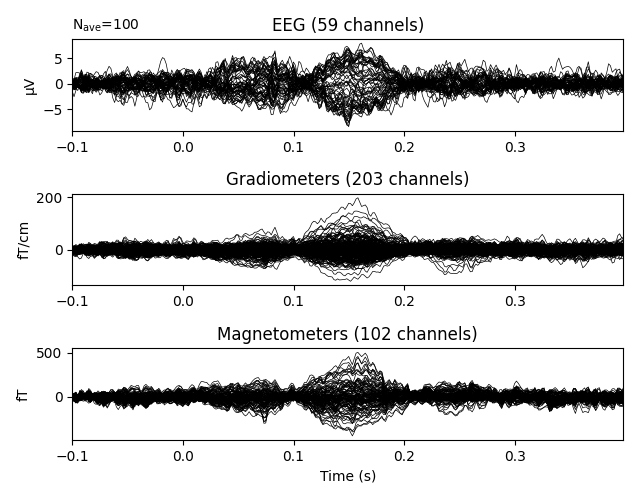 N_ave=100
EEG (59 channels)
5
0
−5
µV
−0.1 0.0 0.1 0.2 0.3
Gradiometers (203 channels)
200
0
fT/cm
−0.1 0.0 0.1 0.2 0.3
Magnetometers (102 channels)
500
0
fT
−0.1 0.0 0.1 0.2 0.3
Time (s)